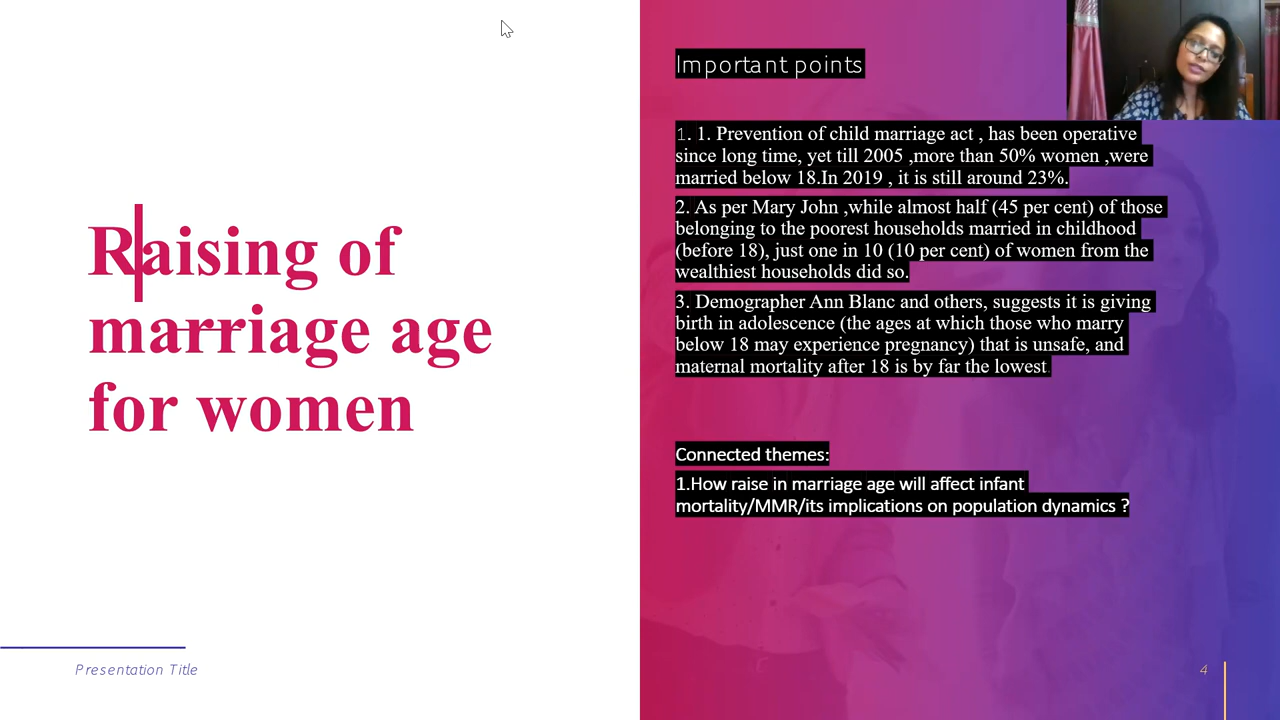 Raising of
marriage age
for women
Presentation Title
Important points
1. 1. Prevention of child marriage act , has been operative
since long time, yet till 2005 ,more than 50% women ,were
married below 18.In 2019 , it is still around 23%.
2. As per Mary John ,while almost half (45 per cent) of those
belonging to the poorest households married in childhood
(before 18), just one in 10 (10 per cent) of women from the
wealthiest households did so.
3. Demographer Ann Blanc and others, suggests it is giving
birth in adolescence (the ages at which those who marry
below 18 may experience pregnancy) that is unsafe, and
maternal mortality after 18 is by far the lowest.
Connected themes:
1.How raise in marriage age will affect infant
mortality/MMR/its implications on population dynamics ?
4